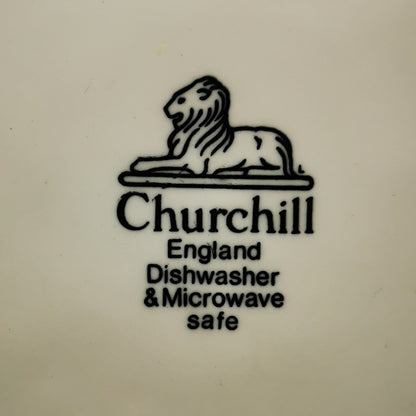 Churchill
England
Dishwasher
&Microwave
safe